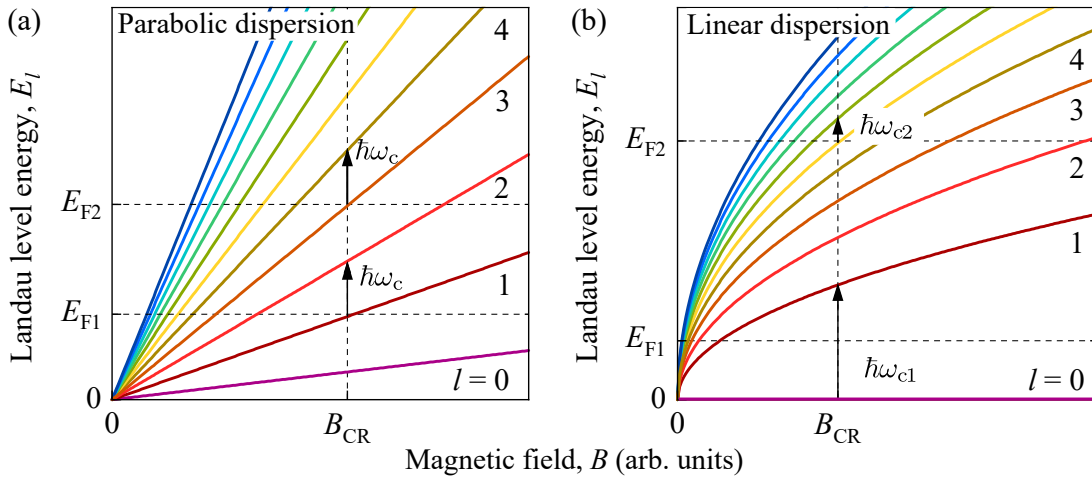 (a)
Parabolic dispersion
Landau level energy, E_l
4
3
2
1
l = 0
ħω_c
ħω_c
E_F2
E_F1
0
0
B_CR
(b)
Linear dispersion
Landau level energy, E_l
4
3
2
1
l = 0
ħω_c2
ħω_c1
E_F2
E_F1
0
0
B_CR
Magnetic field, B (arb. units)